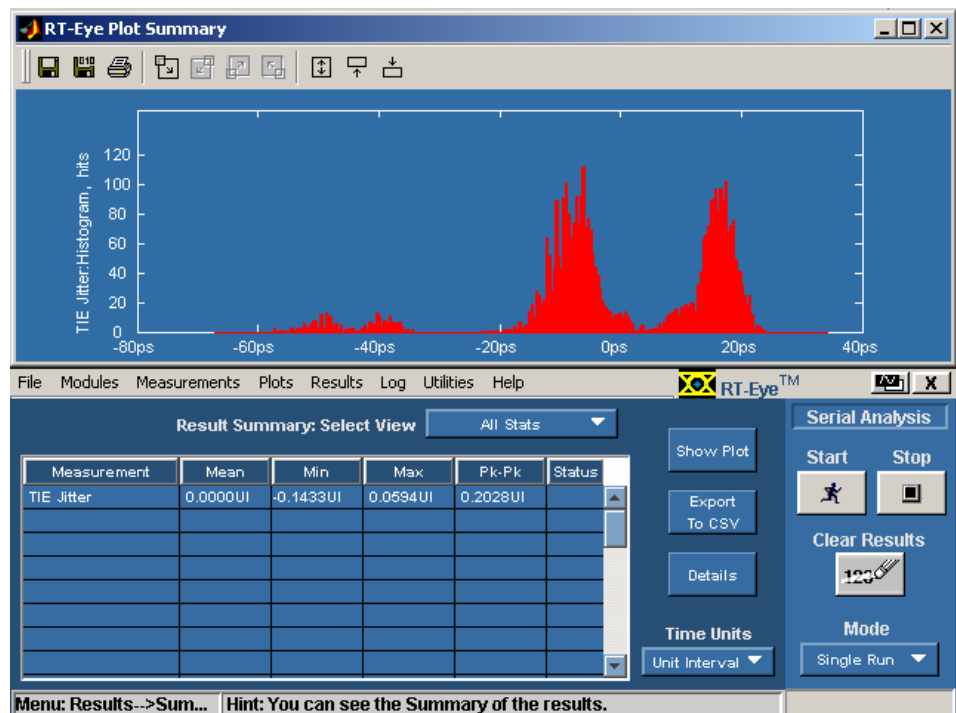 RT-Eye Plot Summary
TIE Jitter:Histogram, hits
120
100
80
60
40
20
0
-80ps -60ps -40ps -20ps 0ps 20ps 40ps
File Modules Measurements Plots Results Log Utilities Help
RT-Eye™
X
Result Summary: Select View All Stats
Measurement Mean Min Max Pk-Pk Status
TIE Jitter 0.0000UI -0.1433UI 0.0594UI 0.2028UI
Show Plot
Export
To CSV
Details
Time Units
Unit Interval
Serial Analysis
Start Stop
Clear Results
123
Mode
Single Run
Menu: Results-->Sum... Hint: You can see the Summary of the results.